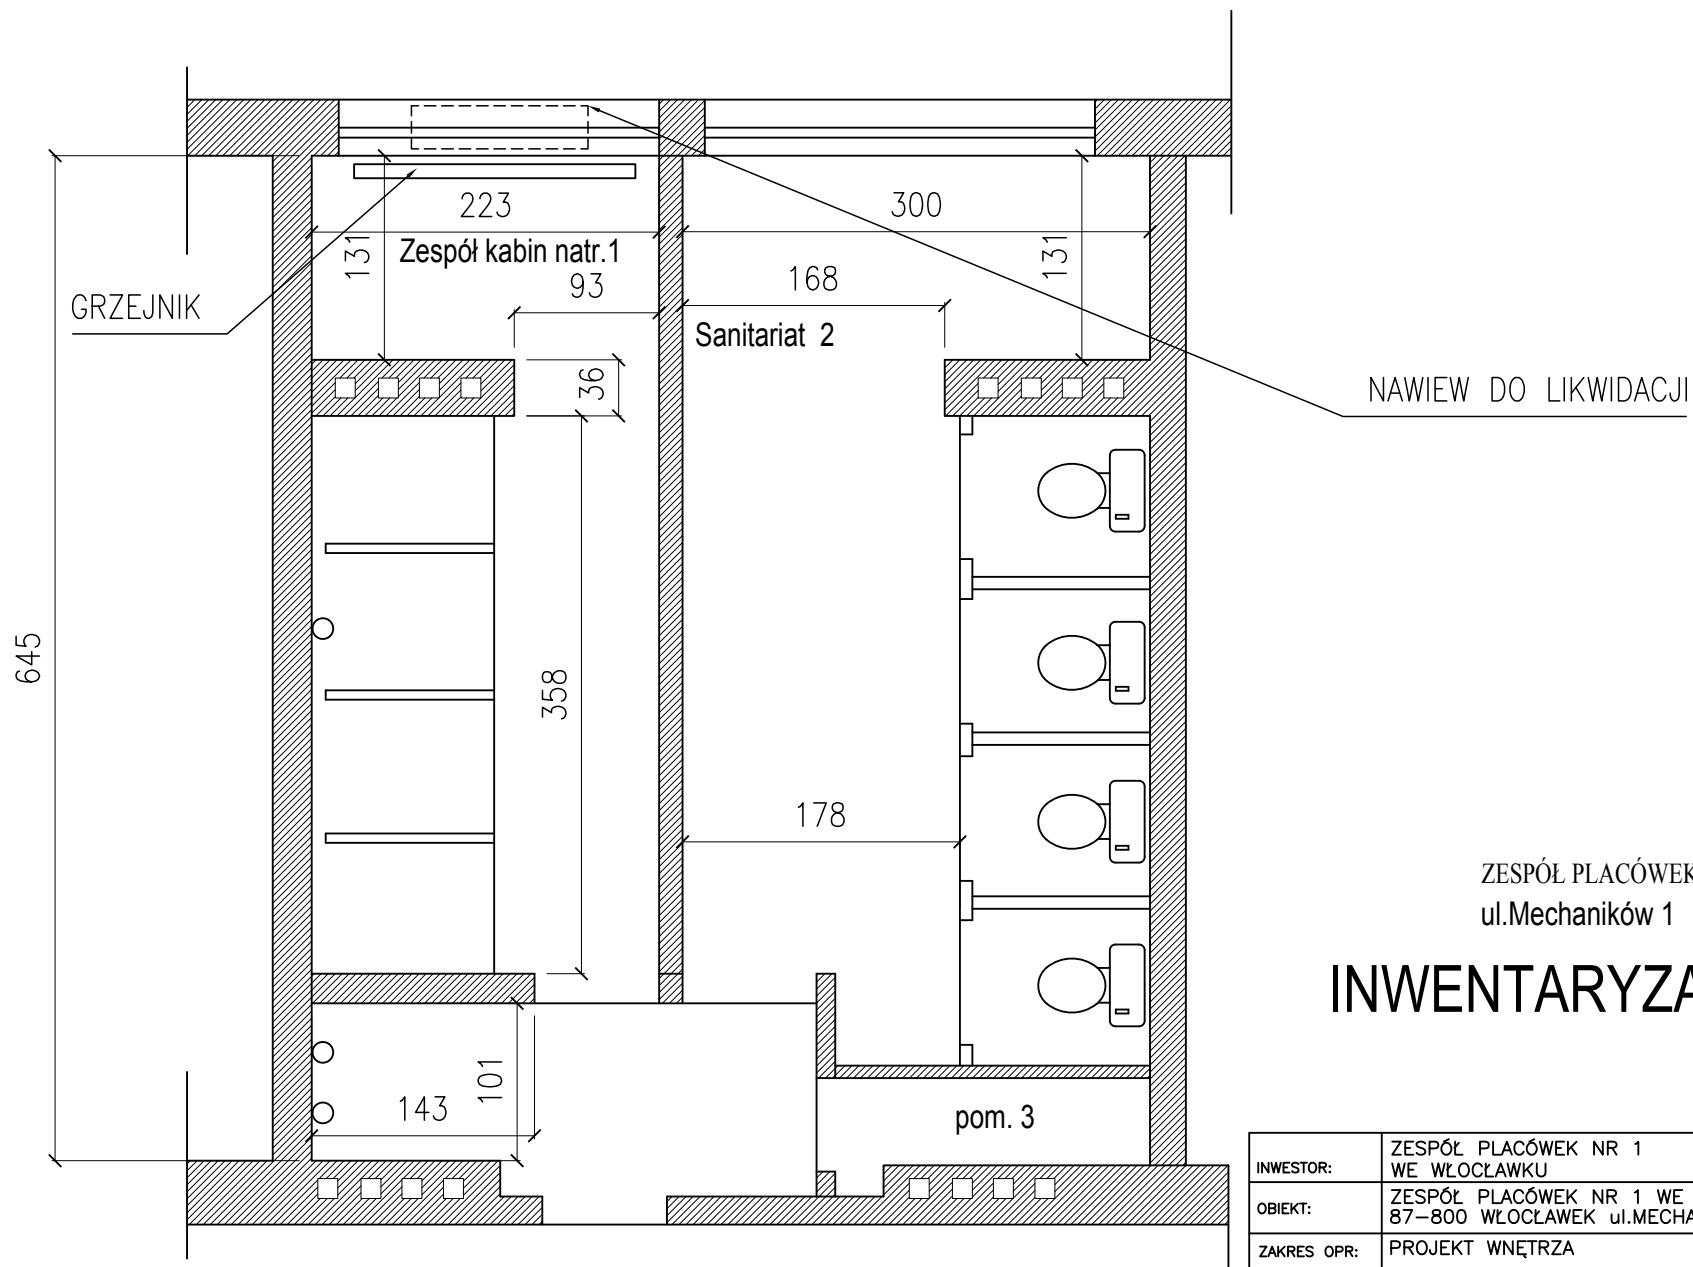 223
300
131
Zespół kabin natr.1
131
93
168
GRZEJNIK
Sanitariat 2
36
NAWIEW DO LIKWIDACJI
645
358
178
ZESPÓŁ PLACÓWEK
ul.Mechaników 1
INWENTARYZA
101
143
pom. 3
INWESTOR: ZESPÓŁ PLACÓWEK NR 1
WE WŁOCŁAWKU
OBIEKT: ZESPÓŁ PLACÓWEK NR 1 WE
87-800 WŁOCŁAWEK ul.MECHA
ZAKRES OPR: PROJEKT WNĘTRZA